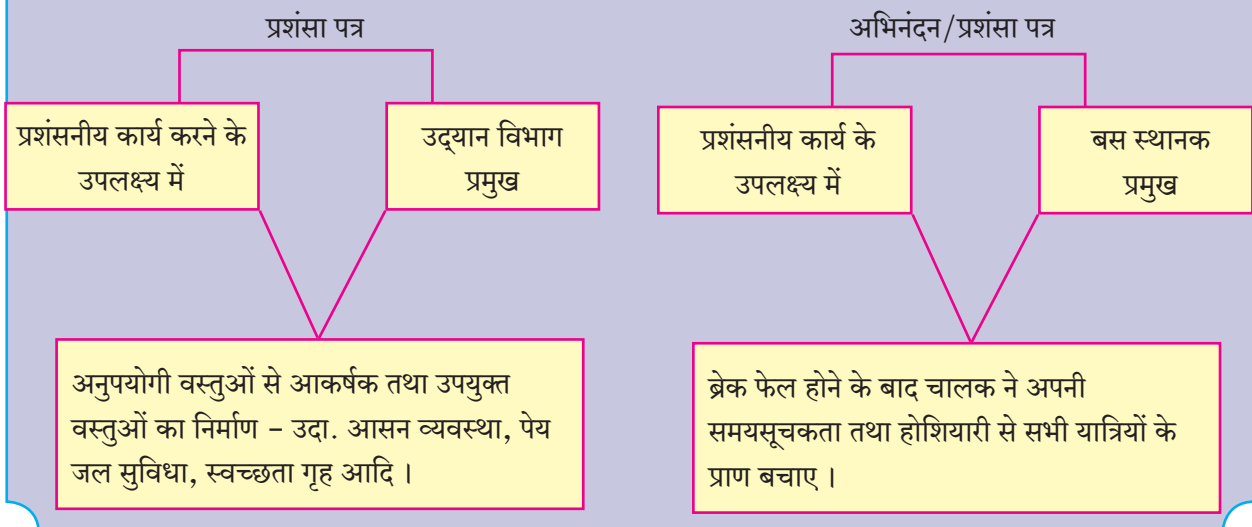 प्रशंसा पत्र
प्रशंसनीय कार्य करने के
उपलक्ष्य में
उद्‌यान विभाग
प्रमुख
अनुपयोगी वस्तुओं से आकर्षक तथा उपयुक्त
वस्तुओं का निर्माण – उदा. आसन व्यवस्था, पेय
जल सुविधा, स्वच्छता गृह आदि ।
अभिनंदन/प्रशंसा पत्र
प्रशंसनीय कार्य के
उपलक्ष्य में
बस स्थानक
प्रमुख
ब्रेक फेल होने के बाद चालक ने अपनी
समयसूचकता तथा होशियारी से सभी यात्रियों के
प्राण बचाए ।